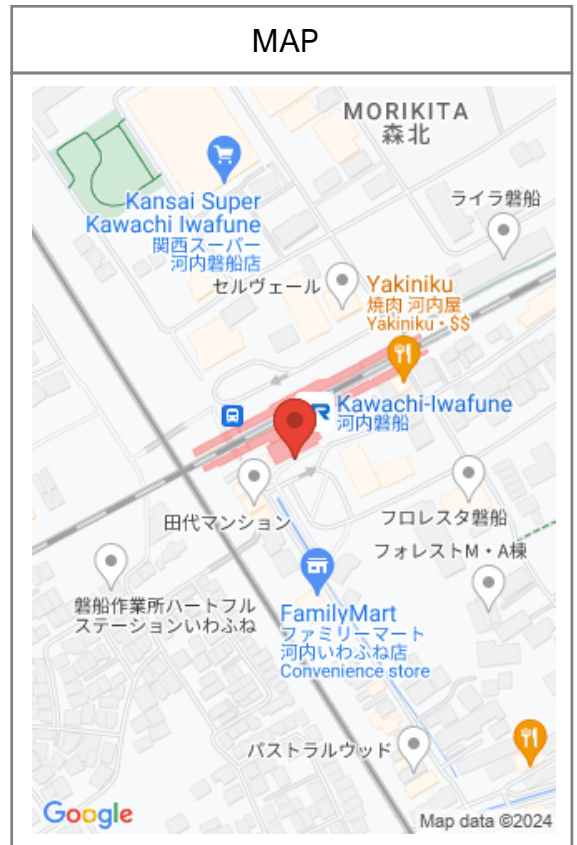 MAP
MORIKITA
森北
Kansai Super
Kawachi Iwafune
関西スーパー
河内磐船店
ライラ磐船
セルヴェール
Yakiniku
焼肉 河内屋
Yakiniku・$$
Kawachi-Iwafune
河内磐船
田代マンション
フロレスタ磐船
フォレストM・A棟
磐船作業所ハートフル
ステーションいわふね
FamilyMart
ファミリーマート
河内いわふね店
Convenience store
パストラルウッド
Google
Map data ©2024